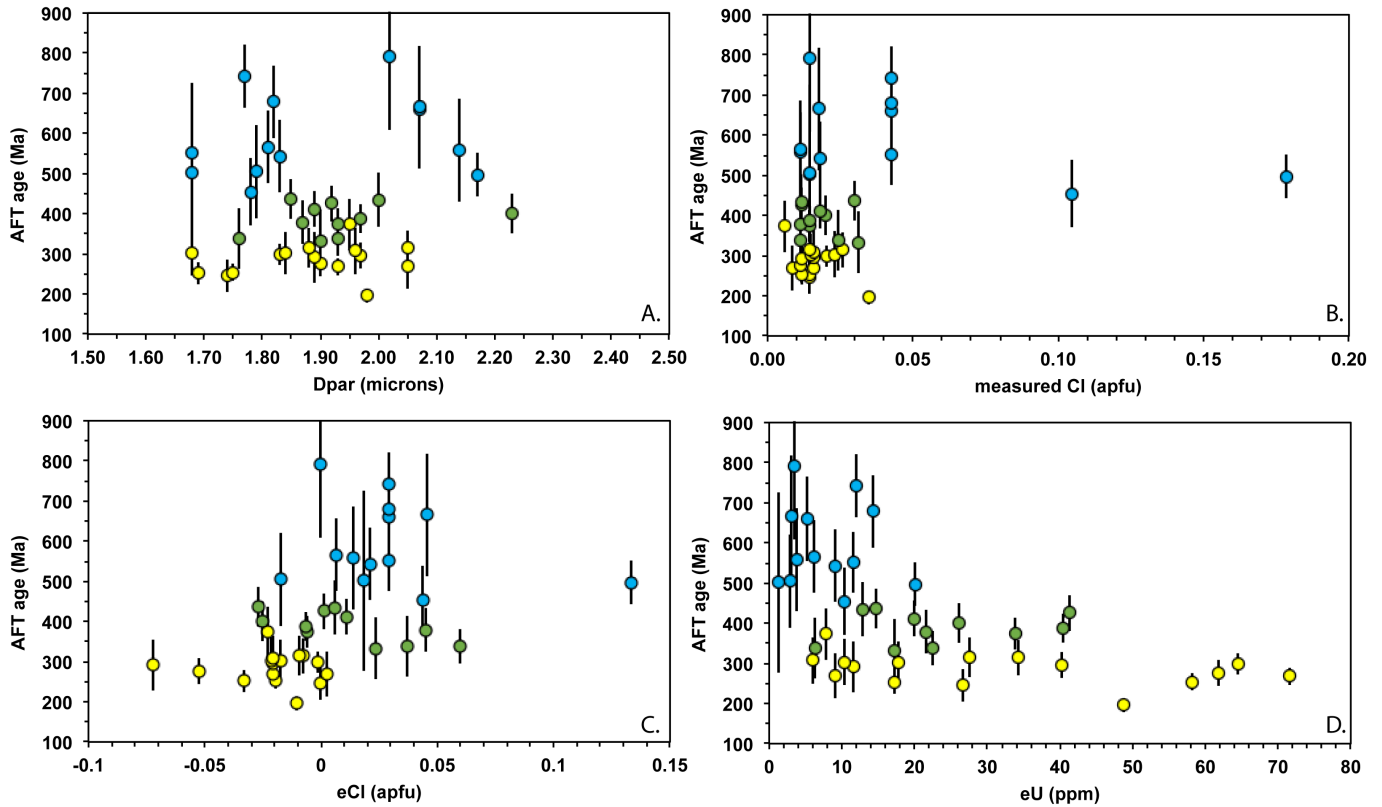 900
800
700
600
500
400
300
200
100
AFT age (Ma)
1.50 1.60 1.70 1.80 1.90 2.00 2.10 2.20 2.30 2.40 2.50
Dpar (microns)
A.
900
800
700
600
500
400
300
200
100
AFT age (Ma)
0.00 0.05 0.10 0.15 0.20
measured Cl (apfu)
B.
900
800
700
600
500
400
300
200
100
AFT age (Ma)
-0.1 -0.05 0 0.05 0.1 0.15
eCl (apfu)
C.
900
800
700
600
500
400
300
200
100
AFT age (Ma)
0 10 20 30 40 50 60 70 80
eU (ppm)
D.